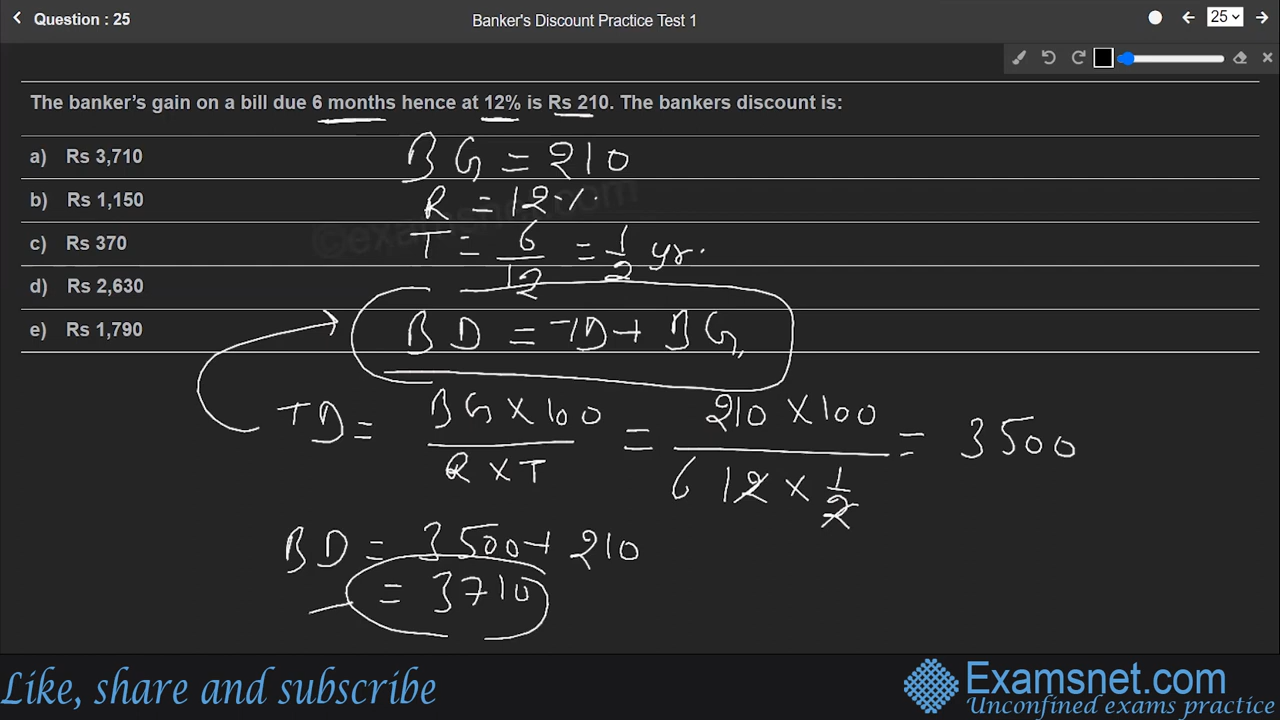 Question : 25
Banker's Discount Practice Test 1
25
The banker's gain on a bill due 6 months hence at 12% is Rs 210. The bankers discount is:
a) Rs 3,710
b) Rs 1,150
c) Rs 370
d) Rs 2,630
e) Rs 1,790
BG = 210
R = 12%
T = 6/12 = 1/2 yr.
BD = TD + BG,
TD = BG X 100 / R X T = 210 X 100 / 6 12 X 1/2 = 3500
BD = 3500 + 210
= 3710
©examsnet.com
Like, share and subscribe
Examsnet.com
Unconfined exams practice